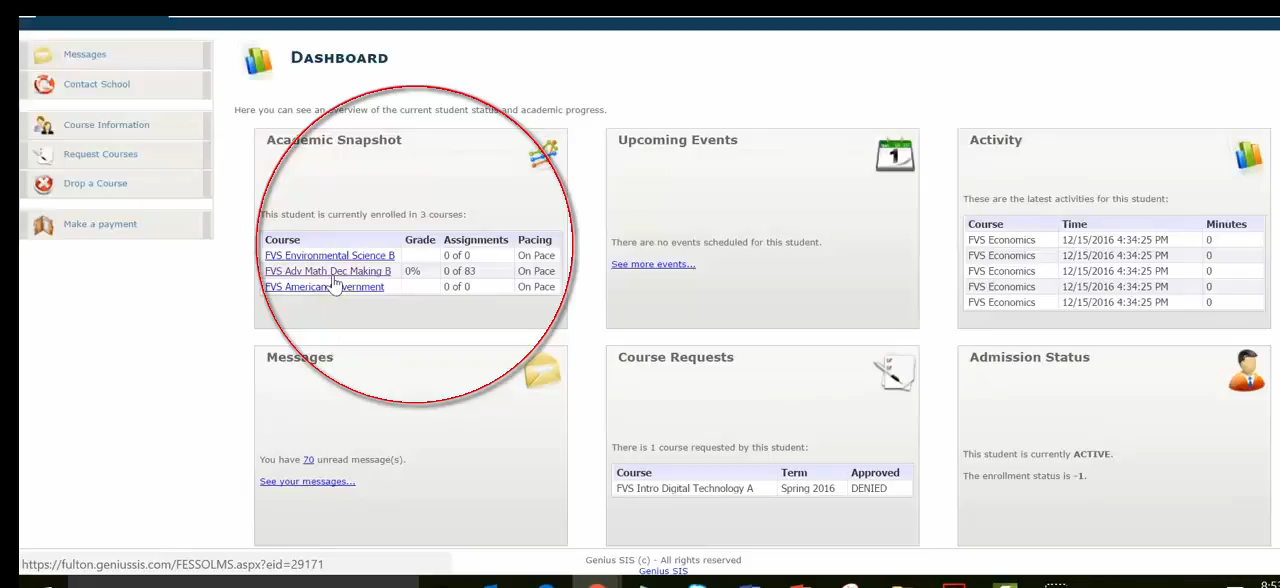 DASHBOARD
Messages
Contact School
Course Information
Request Courses
Drop a Course
Make a payment
Here you can see an overview of the current student status and academic progress.
Academic Snapshot
This student is currently enrolled in 3 courses:
Course Grade Assignments Pacing
FVS Environmental Science B 0 of 0 On Pace
FVS Adv Math Dec Making B 0% 0 of 83 On Pace
FVS American 0 of 0 On Pace
Upcoming Events
1
There are no events scheduled for this student.
See more events...
Activity
These are the latest activities for this student:
Course Time Minutes
FVS Economics 12/15/2016 4:34:25 PM 0
FVS Economics 12/15/2016 4:34:25 PM 0
FVS Economics 12/15/2016 4:34:25 PM 0
FVS Economics 12/15/2016 4:34:25 PM 0
FVS Economics 12/15/2016 4:34:25 PM 0
Messages
You have 70 unread message(s).
See your messages...
Course Requests
There is 1 course requested by this student:
Course Term Approved
FVS Intro Digital Technology A Spring 2016 DENIED
Admission Status
This student is currently ACTIVE.
The enrollment status is -1.
https://fulton.geniussis.com/FESSOLMS.aspx?eid=29171
Genius SIS (c) - All rights reserved
Genius SIS